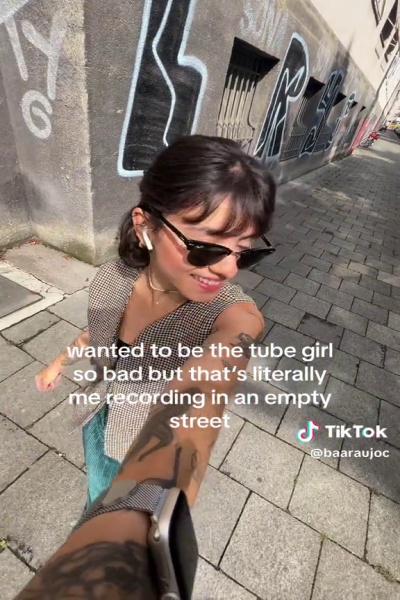 wanted to be the tube girl
so bad but that's literally
me recording in an empty
street
TikTok
@baaraujoc